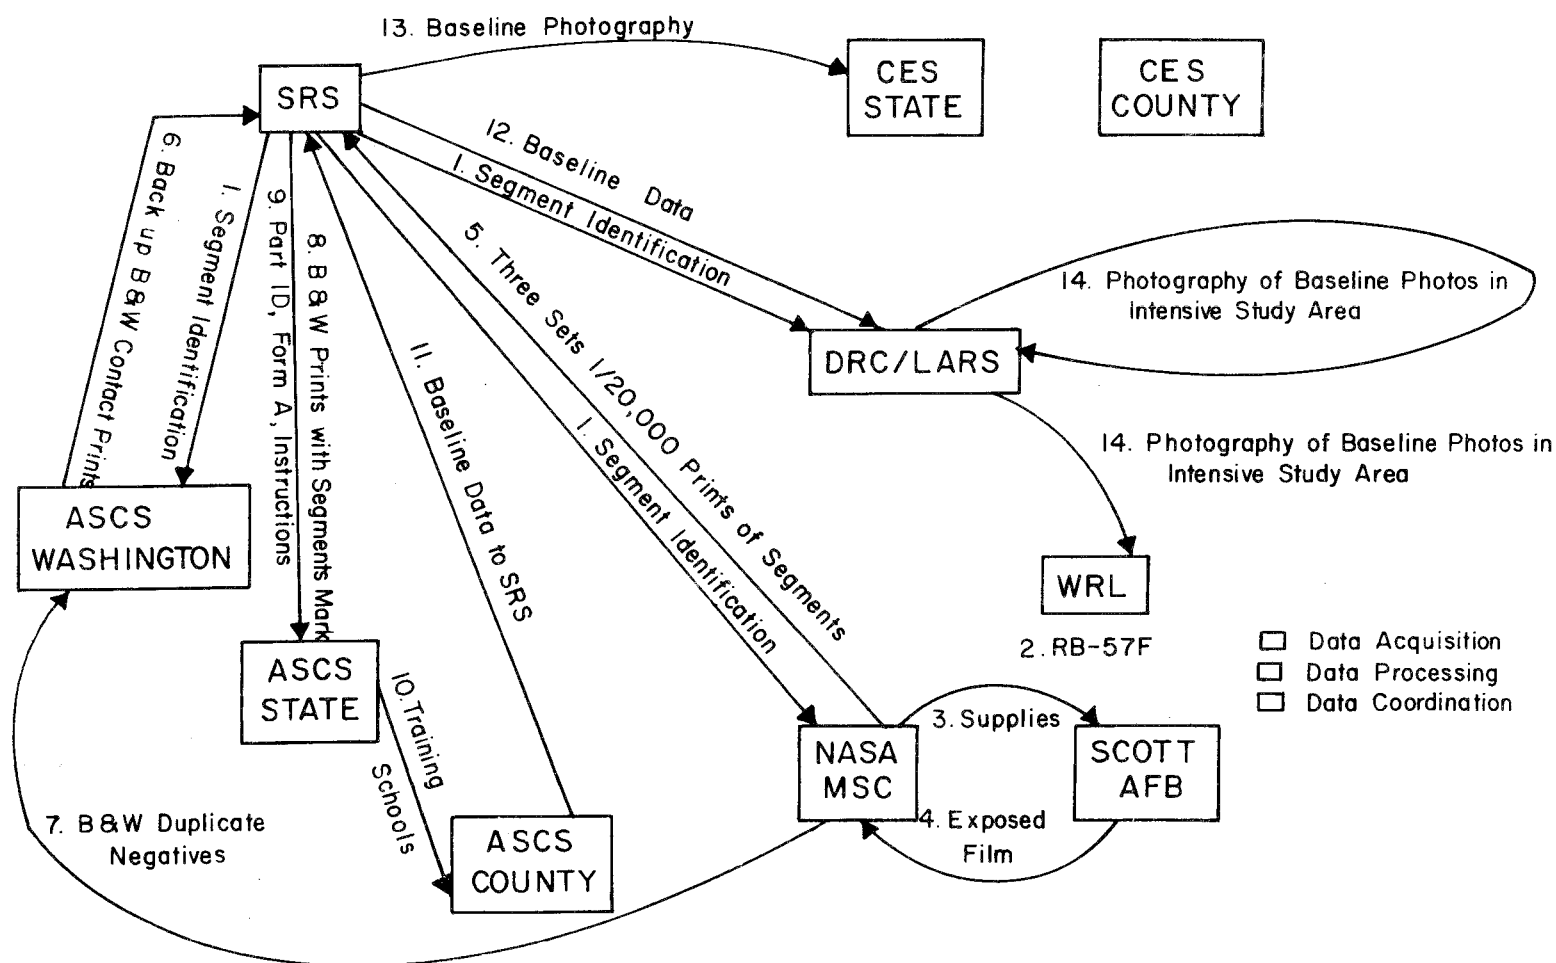 13. Baseline Photography
SRS
CES
STATE
CES
COUNTY
6. Back up B&W Contact Prints
1. Segment Identification
9. Part ID, Form A, Instructions
8. B&W Prints with Segments Mark
11. Baseline Data to SRS
12. Baseline Data
1. Segment Identification
5. Three Sets 1/20,000 Prints of Segments
1. Segment Identification
14. Photography of Baseline Photos in
Intensive Study Area
DRC/LARS
14. Photography of Baseline Photos in
Intensive Study Area
ASCS
WASHINGTON
WRL
2. RB-57F
Data Acquisition
Data Processing
Data Coordination
ASCS
STATE
10. Training
Schools
3. Supplies
NASA
MSC
SCOTT
AFB
4. Exposed
Film
7. B&W Duplicate
Negatives
ASCS
COUNTY